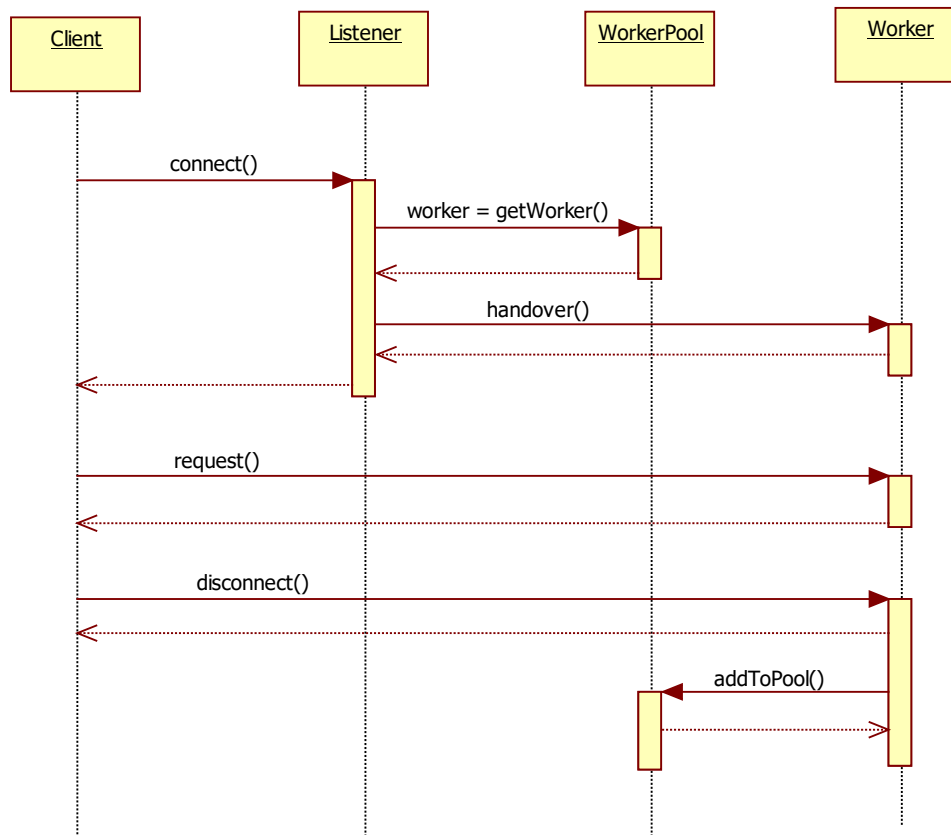 Client
Listener
WorkerPool
Worker
connect()
worker = getWorker()
handover()
request()
disconnect()
addToPool()